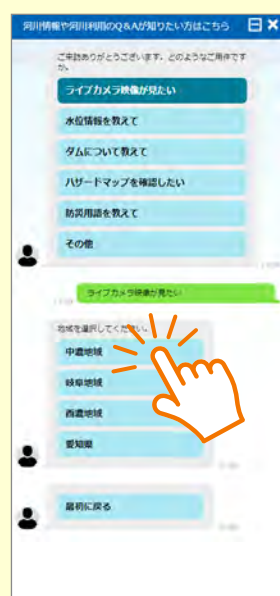 河川情報や河川利用のQ&Aが知りたい方はこちら
ご来訪ありがとうございます。どのようなご用件です
か。
ライブカメラ映像が見たい
水位情報を教えて
ダムについて教えて
ハザードマップを確認したい
防災用語を教えて
その他
ライブカメラ映像が見たい
地域を選択してください。
中濃地域
岐阜地域
西濃地域
愛知県
最初に戻る